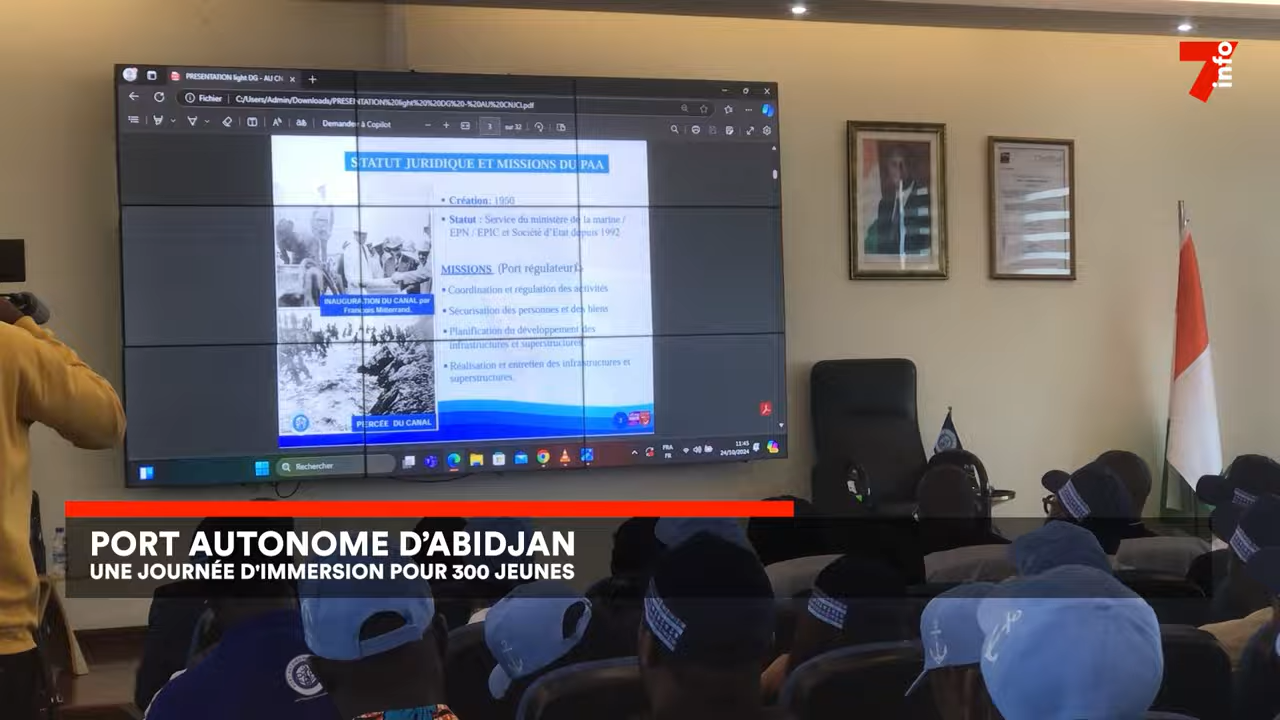 7
info
PRESENTATION light DG - AU CN
Fichier
C:/Users/Admin/Downloads/PRESENTATION%20light%20%20DG%20-%20AU%20CNJCI.pdf
Demandez à Copilot
3
sur 32
STATUT JURIDIQUE ET MISSIONS DU PAA
Création: 1950
Statut : Service du ministère de la marine /
EPN / EPIC et Société d'Etat depuis 1992
MISSIONS (Port régulateur)
Coordination et régulation des activités
INAUGURATION DU CANAL par
François Mitterrand.
Sécurisation des personnes et des biens
Planification du développement des
infrastructures et superstructures.
Réalisation et entretien des infrastructures et
superstructures.
PERCÉE DU CANAL
Rechercher
FRA
FR
11:45
24/10/2024
PORT AUTONOME D'ABIDJAN
UNE JOURNÉE D'IMMERSION POUR 300 JEUNES